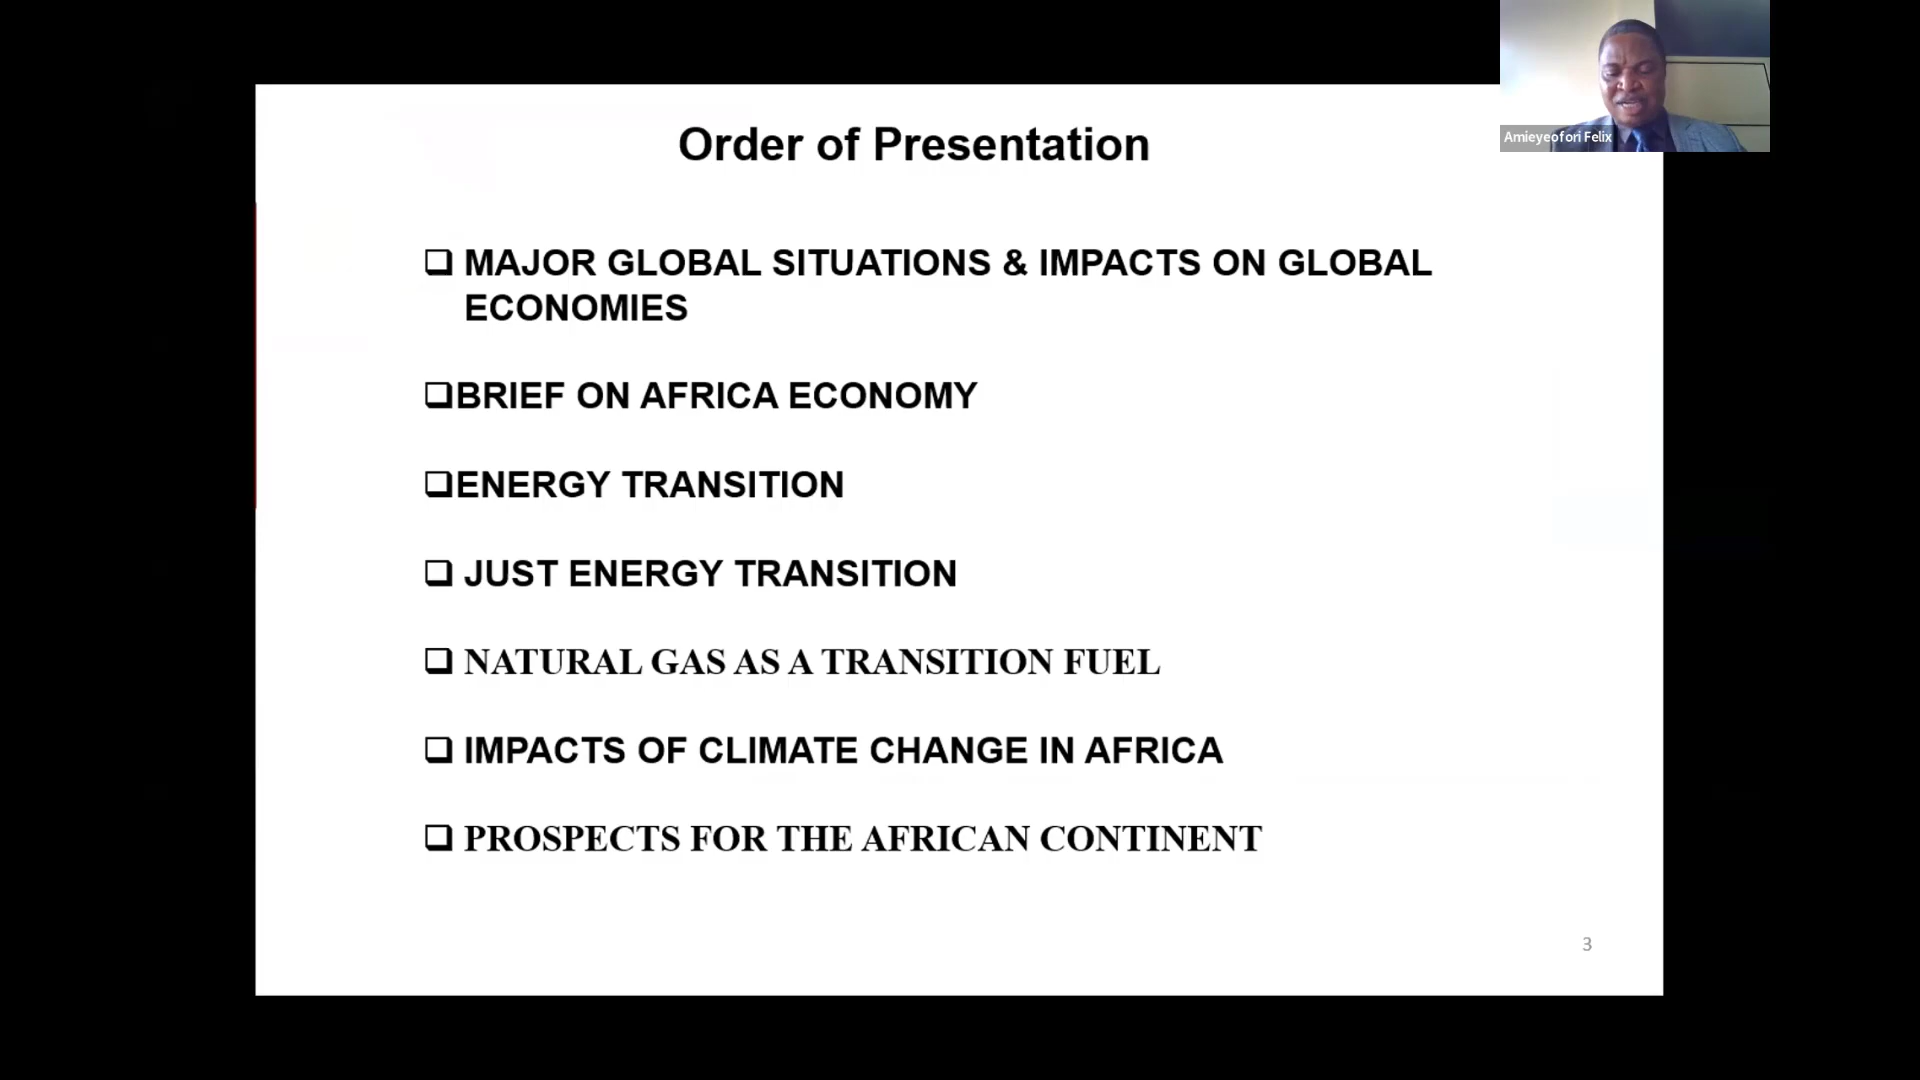 Amieyeofori Felix
Order of Presentation
❑ MAJOR GLOBAL SITUATIONS & IMPACTS ON GLOBAL
ECONOMIES
❑BRIEF ON AFRICA ECONOMY
❑ENERGY TRANSITION
❑ JUST ENERGY TRANSITION
❑ NATURAL GAS AS A TRANSITION FUEL
❑ IMPACTS OF CLIMATE CHANGE IN AFRICA
❑ PROSPECTS FOR THE AFRICAN CONTINENT
3